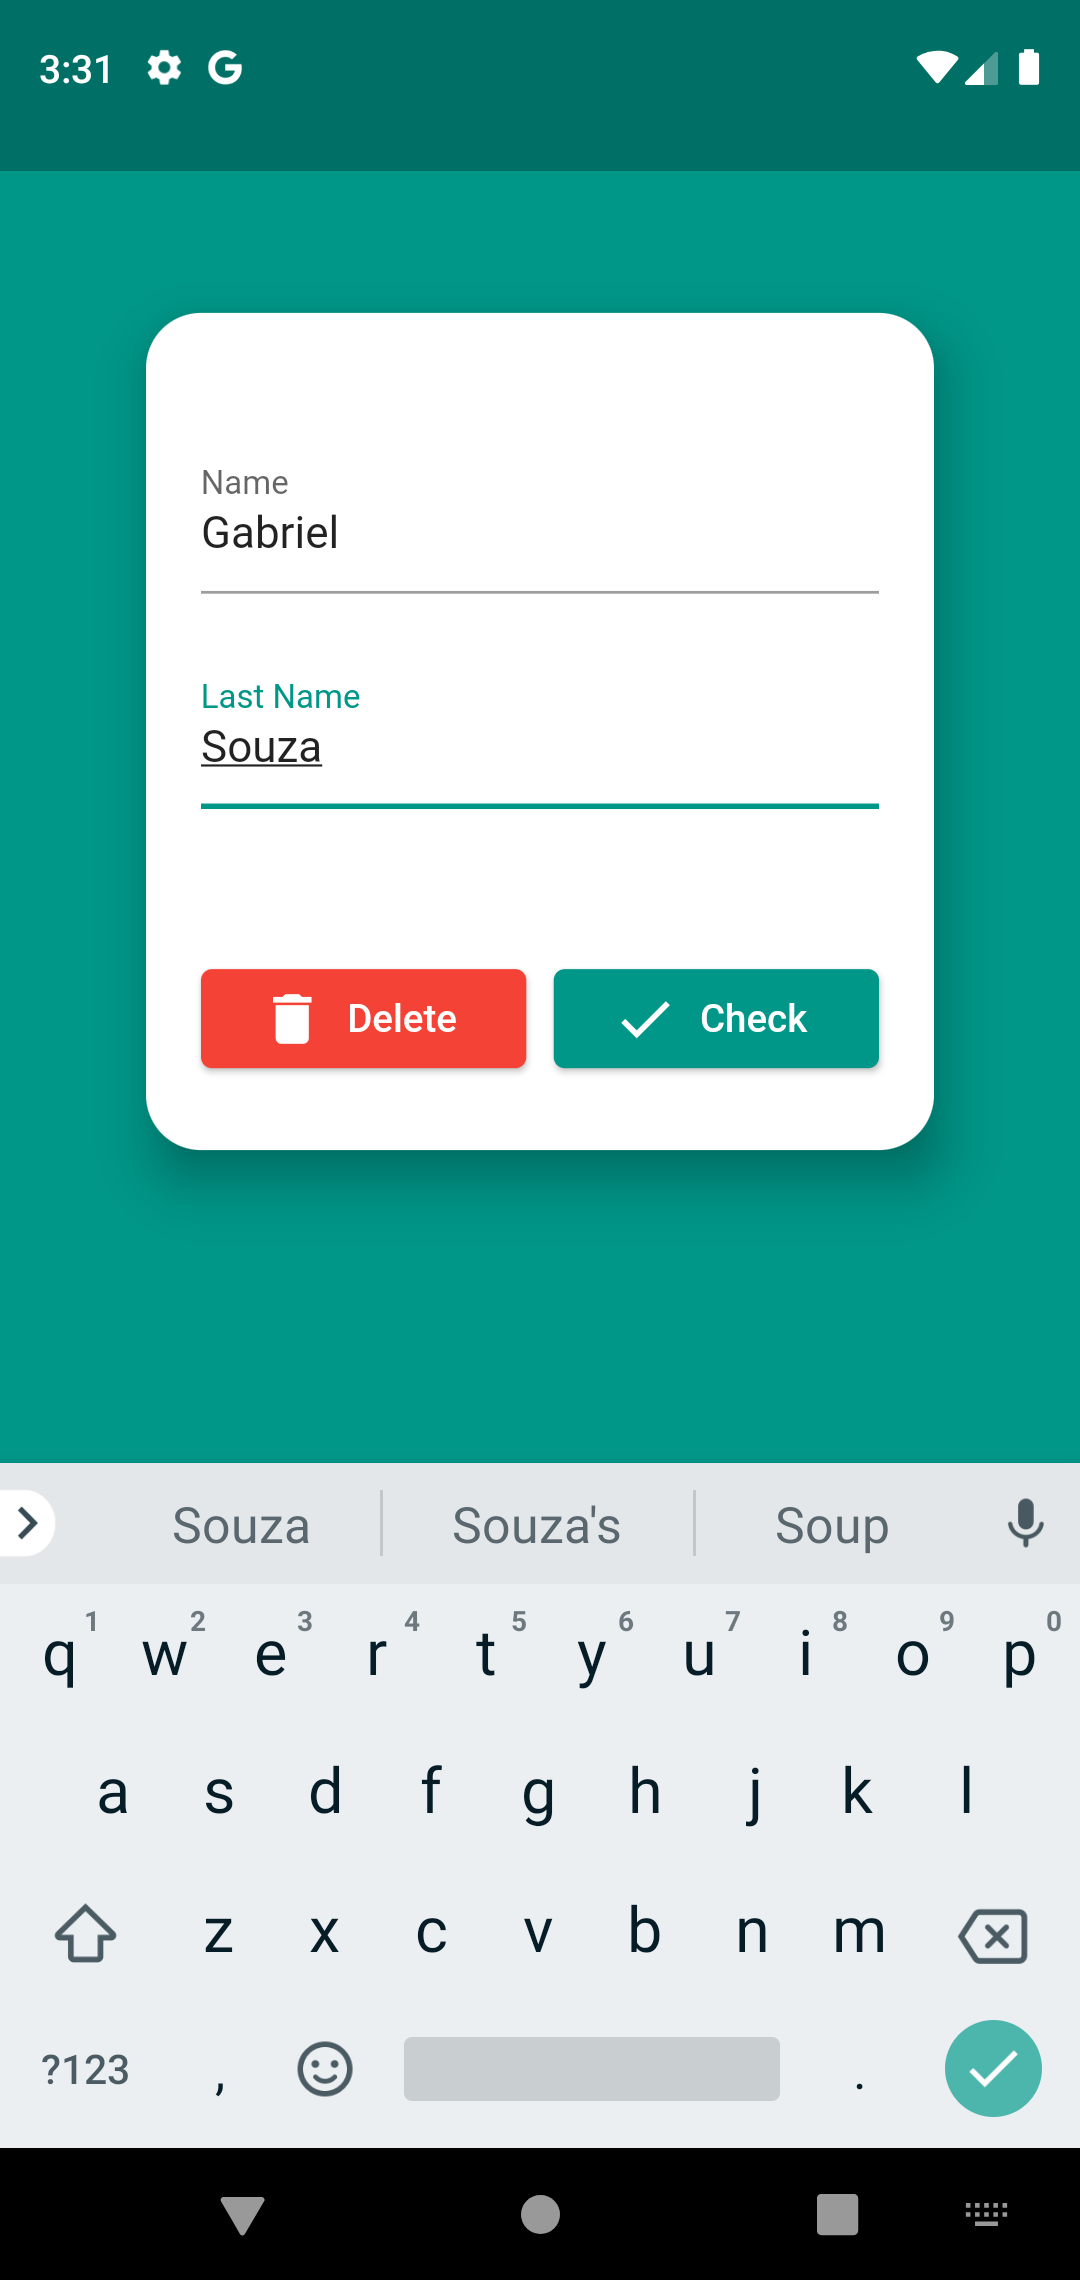 3:31
Name
Gabriel
Last Name
Souza
Delete Check
Souza Souza's Soup
q 1 w 2 e 3 r 4 t 5 y 6 u 7 i 8 o 9 p 0
a s d f g h j k l
z x c v b n m
?123 , .